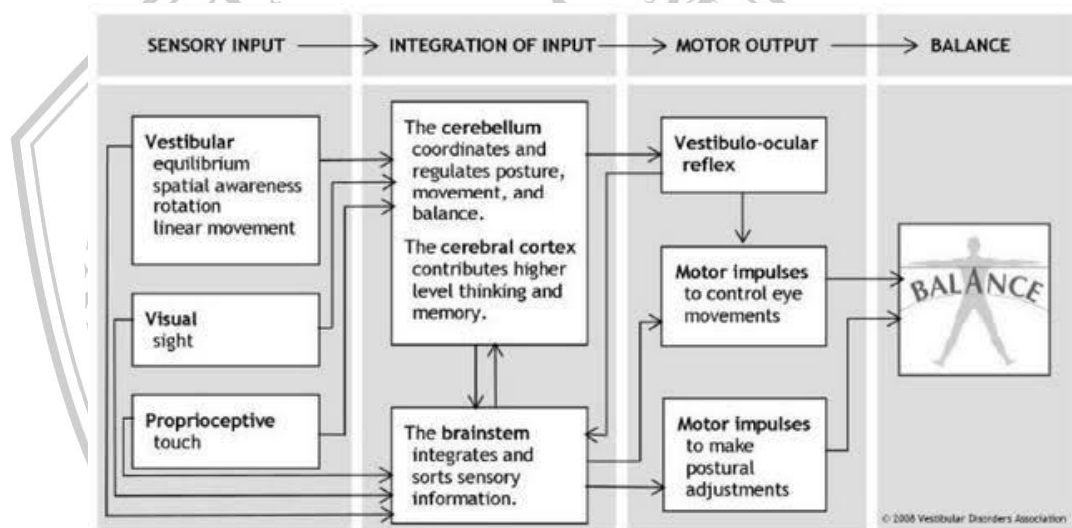 SENSORY INPUT
INTEGRATION OF INPUT
MOTOR OUTPUT
BALANCE
Vestibular
equilibrium
spatial awareness
rotation
linear movement
Visual
sight
Proprioceptive
touch
The cerebellum
coordinates and
regulates posture,
movement, and
balance.
The cerebral cortex
contributes higher
level thinking and
memory.
The brainstem
integrates and
sorts sensory
information.
Vestibulo-ocular
reflex
Motor impulses
to control eye
movements
Motor impulses
to make
postural
adjustments
BALANCE
© 2008 Vestibular Disorders Association